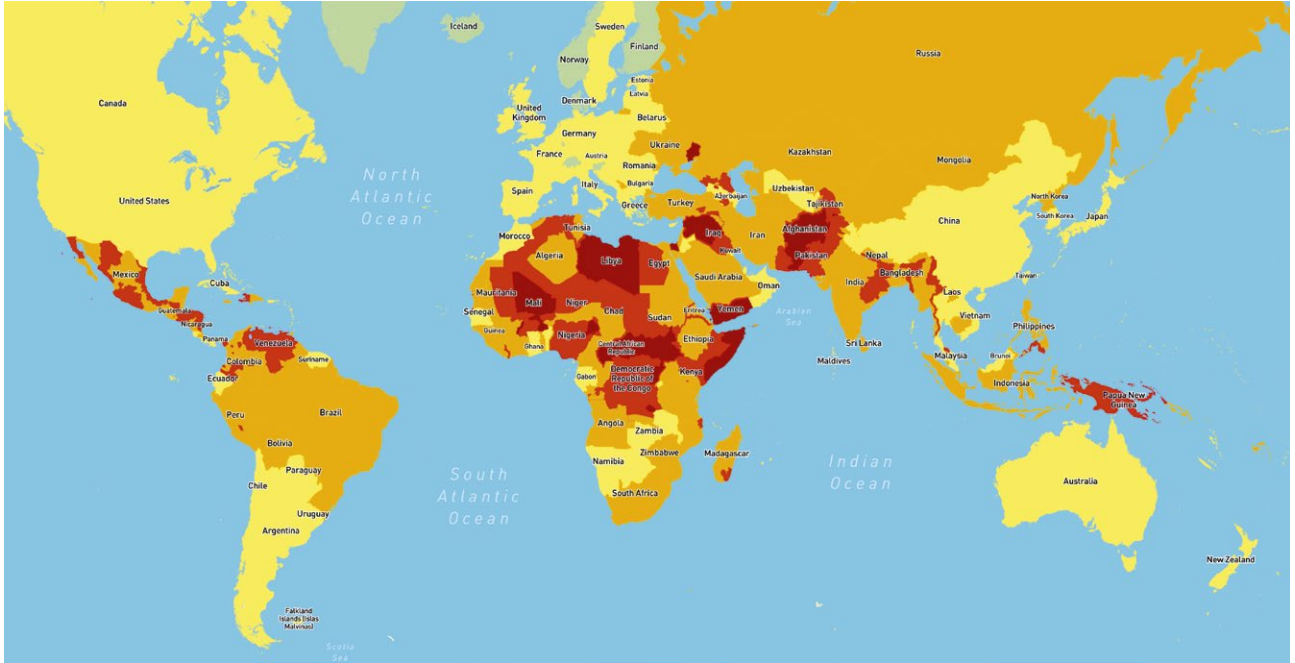 Iceland
Sweden
Finland
Norway
Russia
Estonia
Latvia
Canada
Denmark
United
Kingdom
Belarus
Germany
Ukraine
France
Austria
Kazakhstan
Mongolia
Romania
North
Atlantic
Ocean
Italy
Bulgaria
Spain
Uzbekistan
Azerbaijan
North Korea
United States
Greece
Turkey
Tajikistan
South Korea
Japan
China
Tunisia
Morocco
Iraq
Iran
Afghanistan
Kuwait
Pakistan
Algeria
Libya
Egypt
Nepal
Mexico
Cuba
Saudi Arabia
Bangladesh
Taiwan
Oman
India
Mauritania
Mali
Niger
Laos
Guatemala
Chad
Sudan
Eritrea
Yemen
Arabian
Sea
Senegal
Vietnam
Nicaragua
Philippines
Guinea
Nigeria
Ethiopia
Panama
Venezuela
Ghana
Central African
Republic
Sri Lanka
Maldives
Malaysia
Brunei
Colombia
Suriname
Democratic
Republic of
the Congo
Kenya
Gabon
Ecuador
Indonesia
Papua New
Guinea
Peru
Brazil
Angola
Zambia
Bolivia
Zimbabwe
Madagascar
Namibia
Indian
Ocean
South
Atlantic
Ocean
Paraguay
Chile
South Africa
Australia
Uruguay
Argentina
New Zealand
Falkland
Islands (Islas
Malvinas)
Scotia
Sea